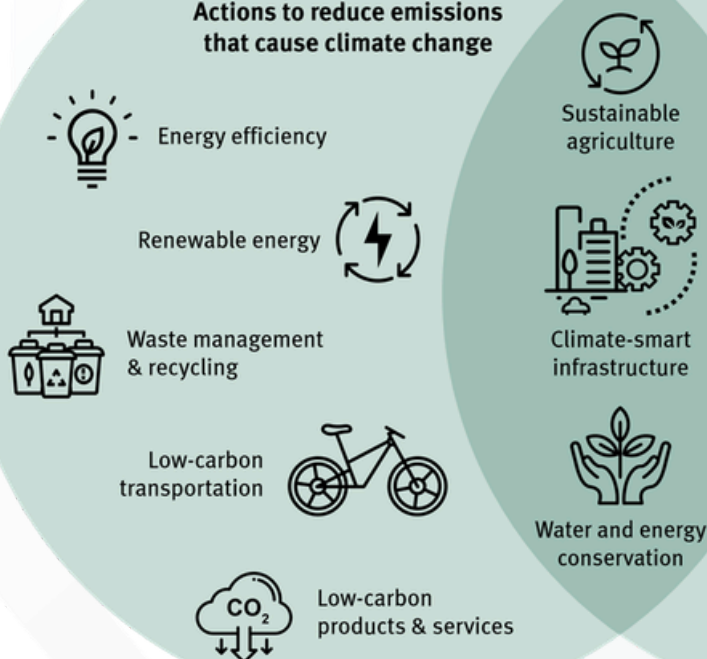 Actions to reduce emissions
that cause climate change
Energy efficiency
Renewable energy
Waste management
& recycling
Low-carbon
transportation
CO₂
Low-carbon
products & services
Sustainable
agriculture
Climate-smart
infrastructure
Water and energy
conservation